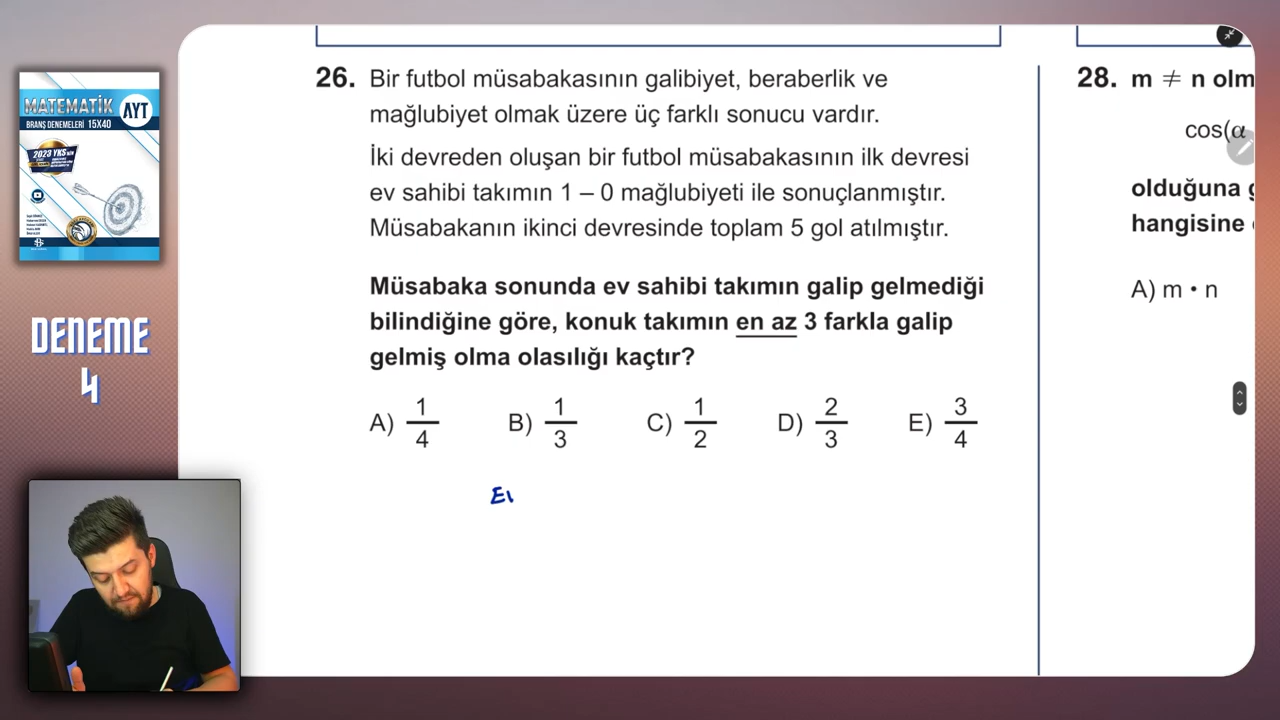 MATEMATİK
AYT
BRANŞ DENEMELERİ 15X40
2023 YKS'NİN
DENEME
4
26. Bir futbol müsabakasının galibiyet, beraberlik ve
mağlubiyet olmak üzere üç farklı sonucu vardır.
İki devreden oluşan bir futbol müsabakasının ilk devresi
ev sahibi takımın 1 – 0 mağlubiyeti ile sonuçlanmıştır.
Müsabakanın ikinci devresinde toplam 5 gol atılmıştır.
Müsabaka sonunda ev sahibi takımın galip gelmediği
bilindiğine göre, konuk takımın en az 3 farkla galip
gelmiş olma olasılığı kaçtır?
A) 1/4 B) 1/3 C) 1/2 D) 2/3 E) 3/4
Ev
28. m ≠ n olm
cos(α
olduğuna g
hangisine
A) m • n